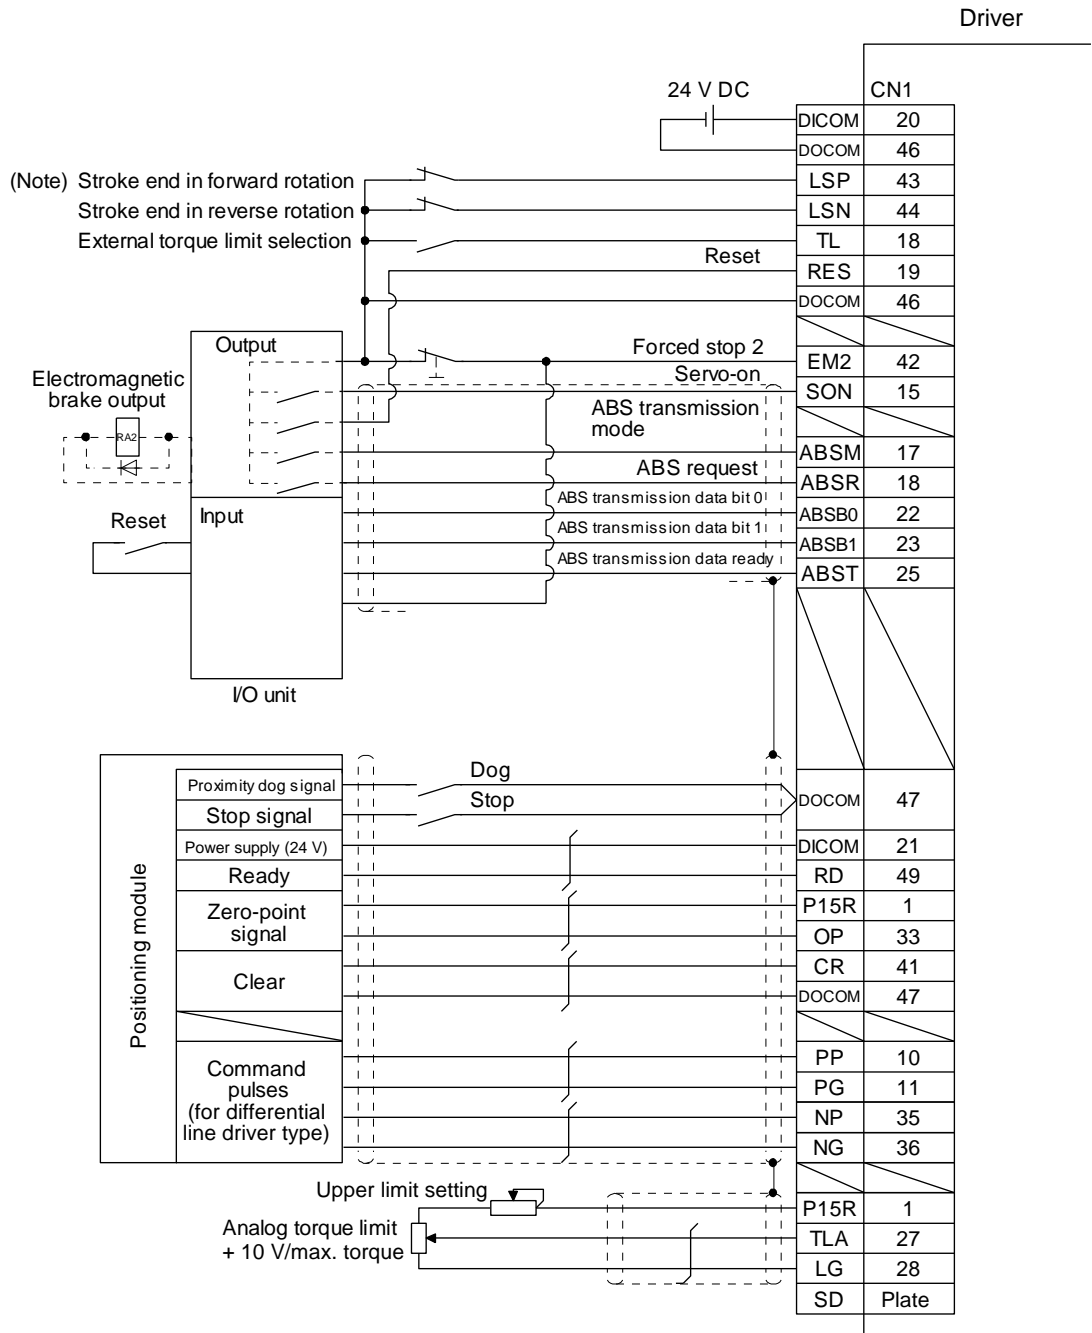 Driver
24 V DC
CN1
DICOM 20
DOCOM 46
(Note) Stroke end in forward rotation LSP 43
Stroke end in reverse rotation LSN 44
External torque limit selection TL 18
Reset RES 19
DOCOM 46
Output
Forced stop 2 EM2 42
Servo-on SON 15
Electromagnetic
brake output
RA2
ABS transmission
mode
ABSM 17
ABS request ABSR 18
ABS transmission data bit 0 ABSB0 22
Reset
Input
ABS transmission data bit 1 ABSB1 23
ABS transmission data ready ABST 25
I/O unit
Positioning module
Proximity dog signal Dog
Stop signal Stop
DOCOM 47
Power supply (24 V) DICOM 21
Ready RD 49
Zero-point
signal
P15R 1
OP 33
Clear
CR 41
DOCOM 47
Command
pulses
(for differential
line driver type)
PP 10
PG 11
NP 35
NG 36
Upper limit setting
P15R 1
Analog torque limit
+ 10 V/max. torque
TLA 27
LG 28
SD Plate